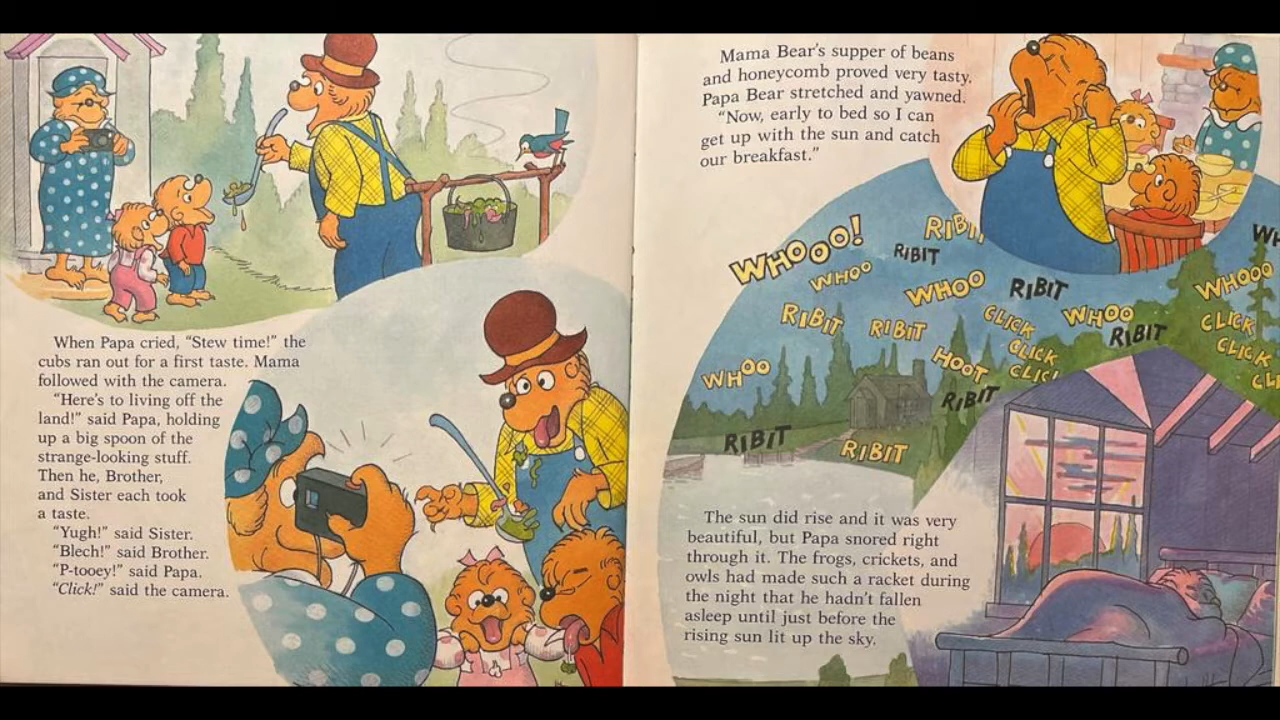 When Papa cried, “Stew time!” the
cubs ran out for a first taste. Mama
followed with the camera.
“Here's to living off the
land!” said Papa, holding
up a big spoon of the
strange-looking stuff.
Then he, Brother,
and Sister each took
a taste.
“Yugh!” said Sister.
“Blech!” said Brother.
“P-tooey!” said Papa.
“Click!” said the camera.
Mama Bear's supper of beans
and honeycomb proved very tasty.
Papa Bear stretched and yawned.
“Now, early to bed so I can
get up with the sun and catch
our breakfast.”
WHOOO!
WHOO
RIBIT
RIBIT
WHOO
RIBIT
WHOOO
RIBIT
RIBIT
CLICK
CLICK
WHOO
RIBIT
CLICK
CLICK
WHOO
HOOT
RIBIT
RIBIT
RIBIT
The sun did rise and it was very
beautiful, but Papa snored right
through it. The frogs, crickets, and
owls had made such a racket during
the night that he hadn't fallen
asleep until just before the
rising sun lit up the sky.